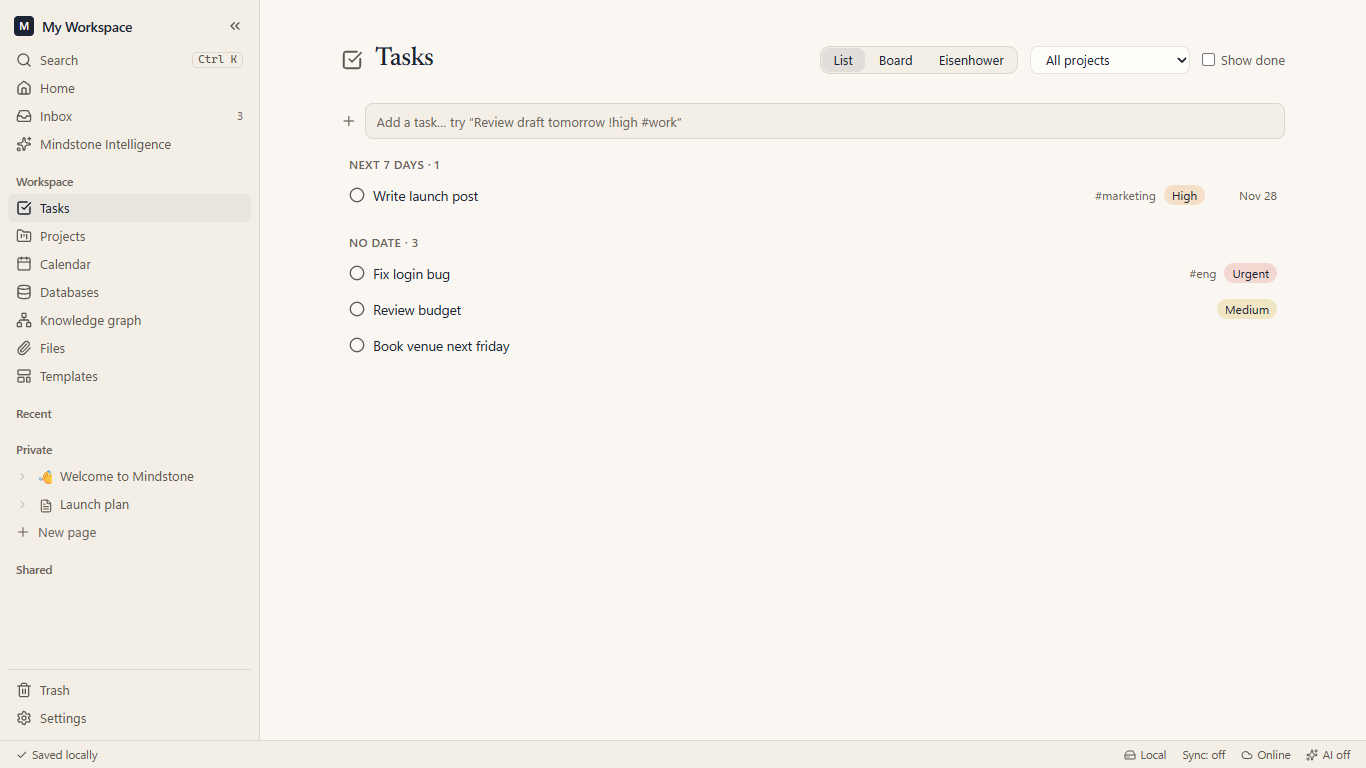 M My Workspace
Search Ctrl K
Home
Inbox 3
Mindstone Intelligence
Workspace
Tasks
Projects
Calendar
Databases
Knowledge graph
Files
Templates
Recent
Private
Welcome to Mindstone
Launch plan
New page
Shared
Trash
Settings
Tasks
List Board Eisenhower All projects Show done
Add a task... try "Review draft tomorrow !high #work"
NEXT 7 DAYS · 1
Write launch post #marketing High Nov 28
NO DATE · 3
Fix login bug #eng Urgent
Review budget Medium
Book venue next friday
Saved locally Local Sync: off Online AI off